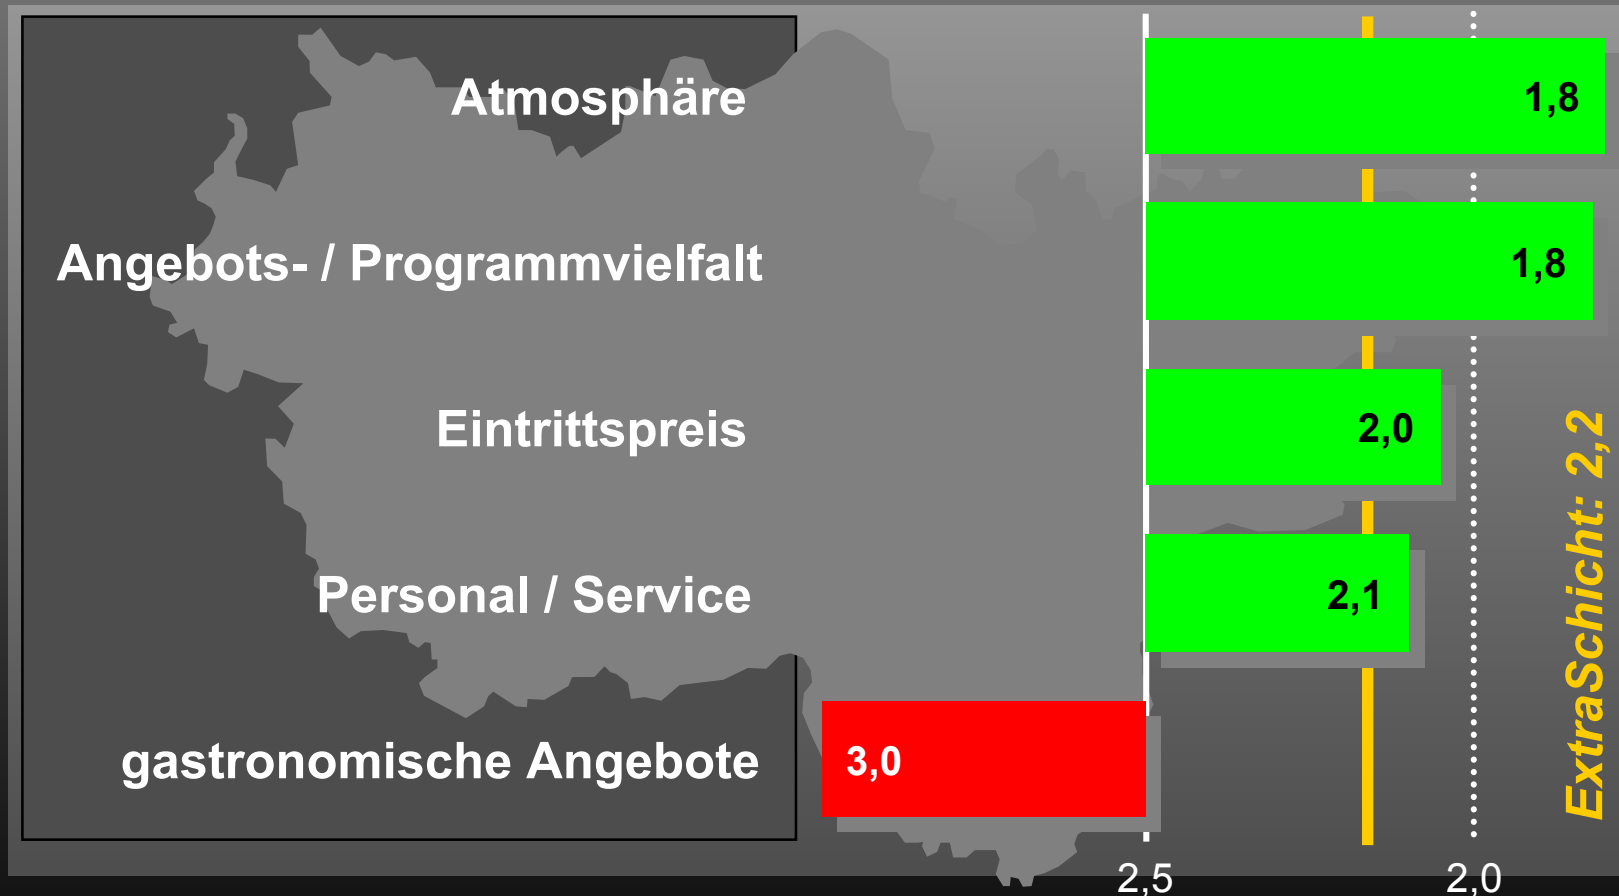 Atmosphäre
1,8
Angebots- / Programmvielfalt
1,8
Eintrittspreis
2,0
Personal / Service
2,1
gastronomische Angebote
3,0
ExtraSchicht: 2,2
2,5
2,0